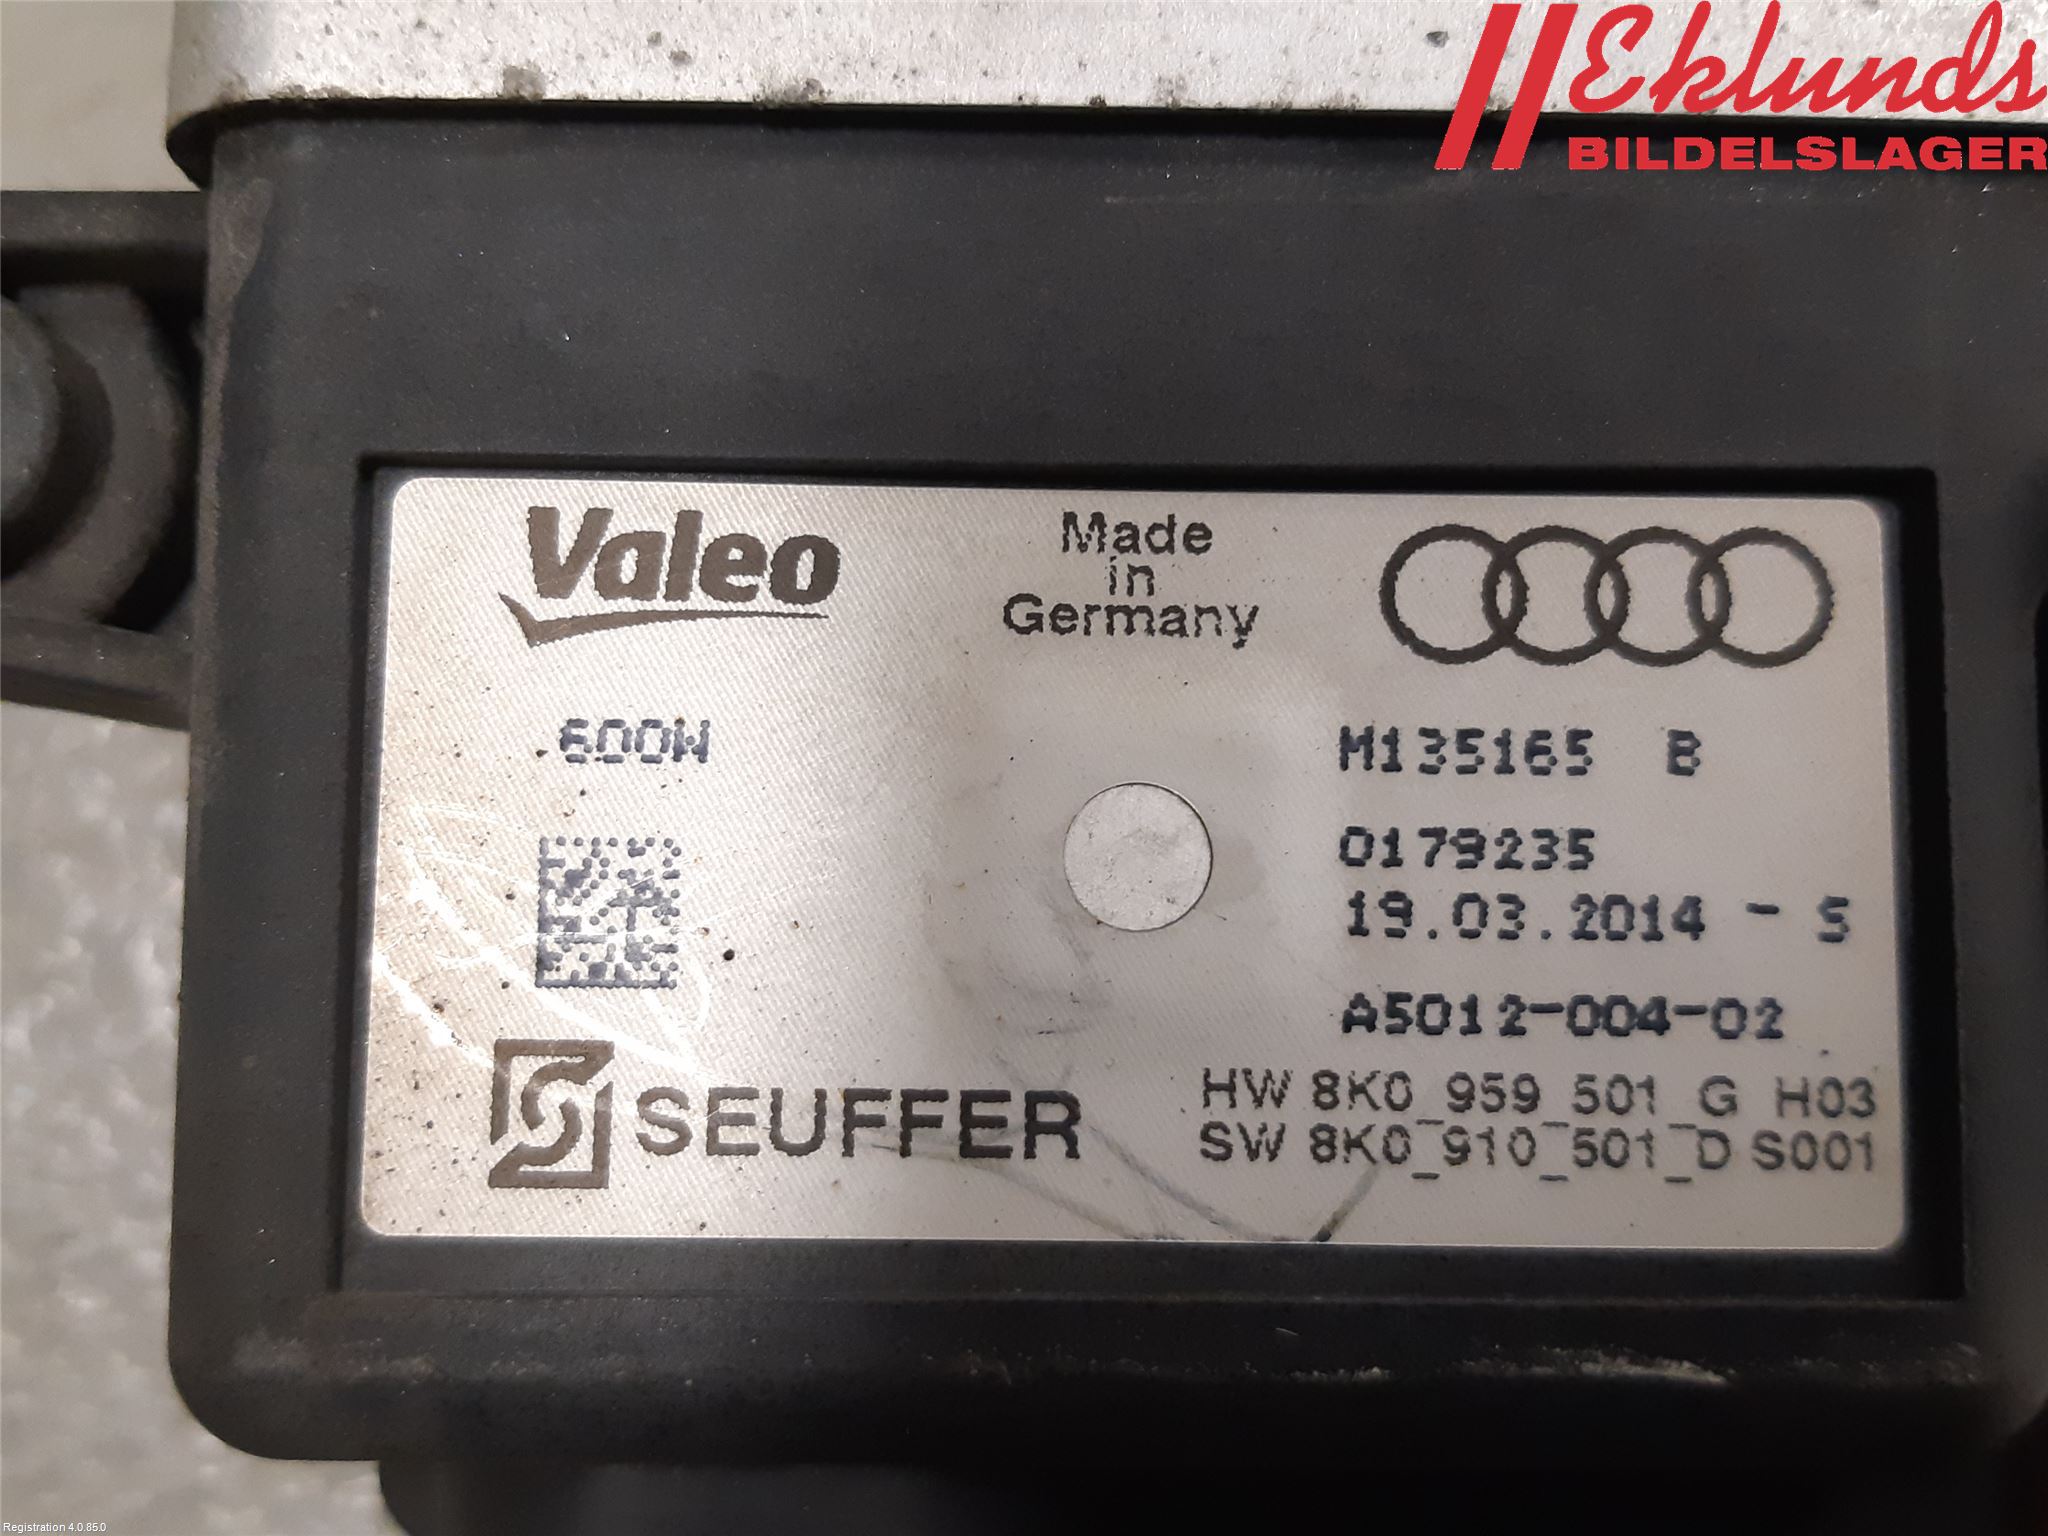 Eklunds
BILDELSLAGER
Valeo
Made
in
Germany
600W
M135165 B
0179235
19.03.2014 - S
A5012-004-02
SEUFFER
HW 8K0_959_501_G H03
SW 8K0_910_501_D S001
Registration 4.0.85.0